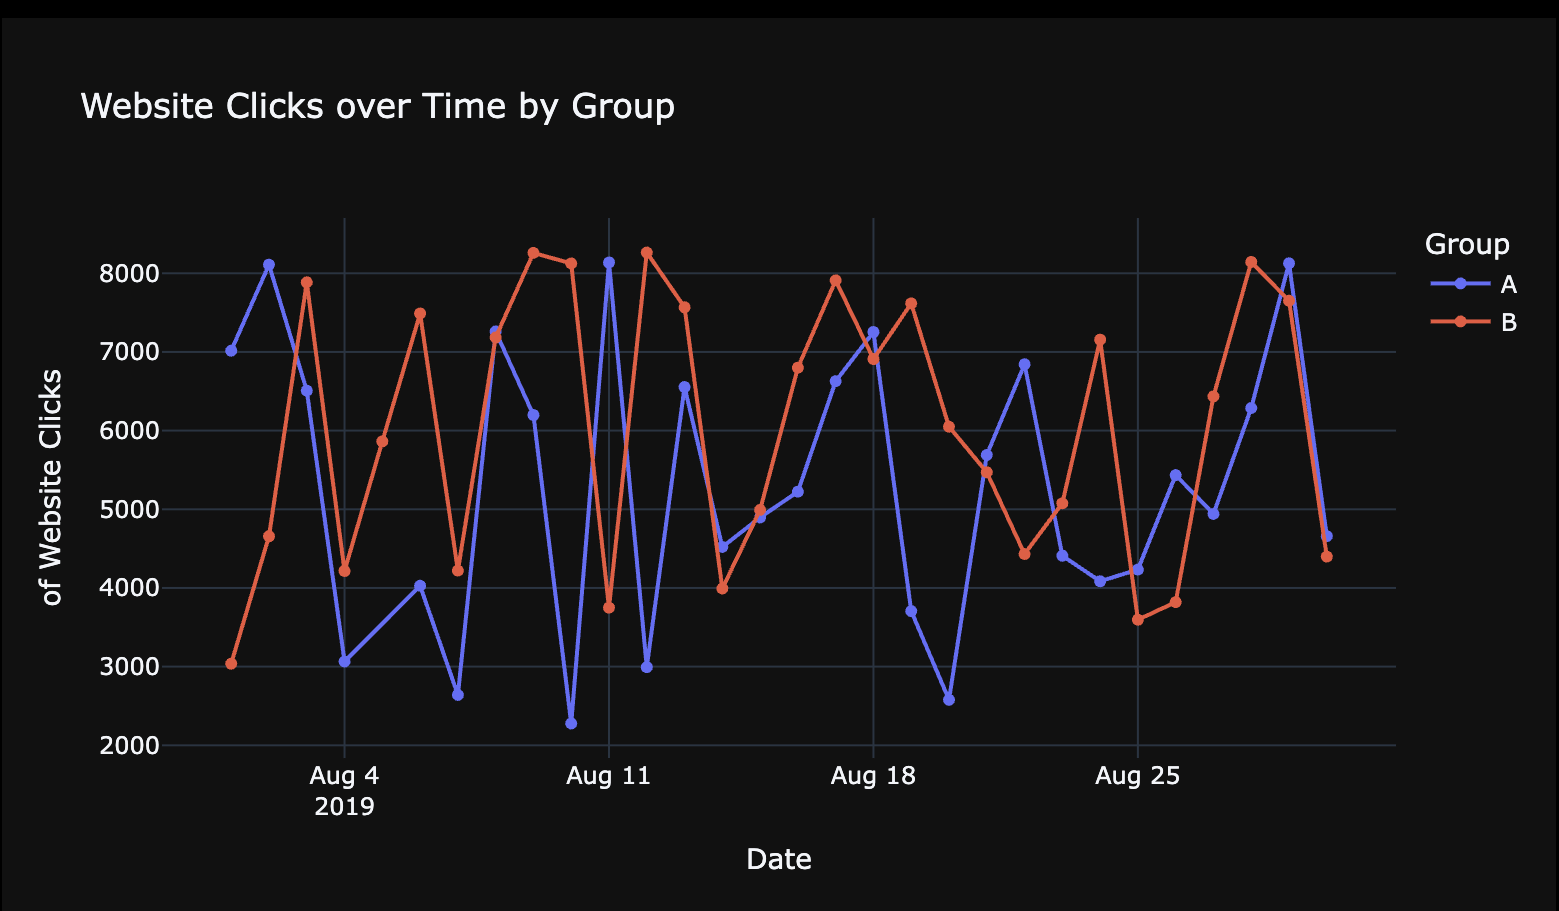 Website Clicks over Time by Group
Group
A
B
8000
7000
6000
5000
4000
3000
2000
of Website Clicks
Aug 4
2019
Aug 11
Aug 18
Aug 25
Date